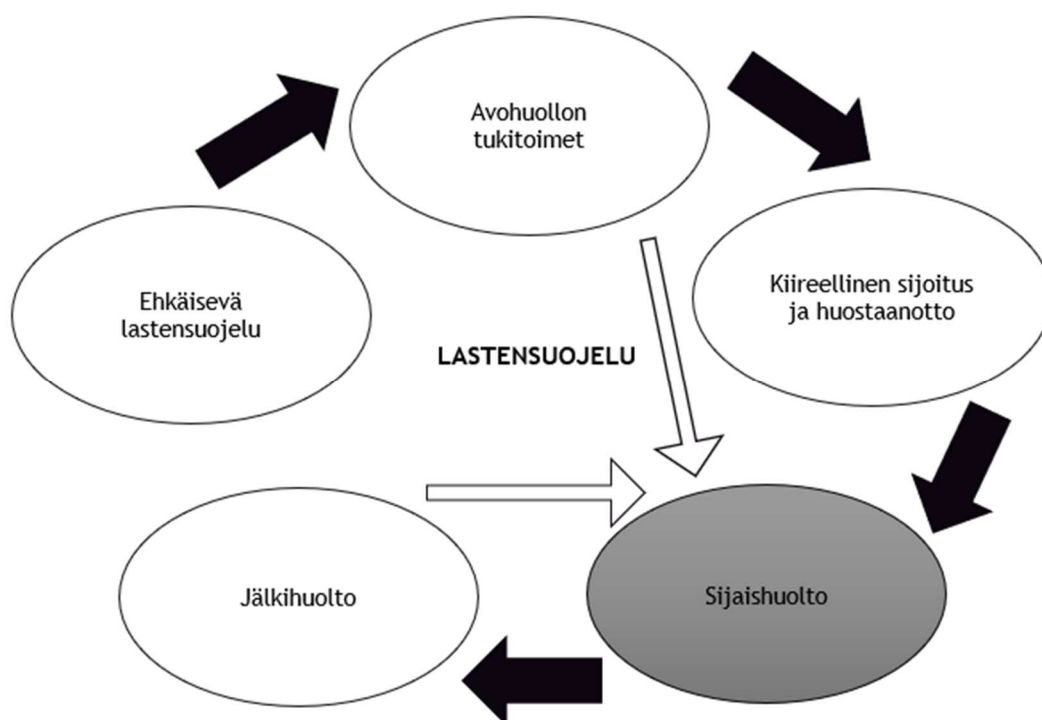 Avohuollon
tukitoimet
Ehkäisevä
lastensuojelu
Kiireellinen sijoitus
ja huostaanotto
LASTENSUOJELU
Jälkihuolto
Sijaishuolto